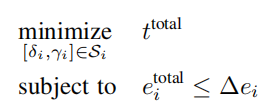 minimize t^total
[δ_i,γ_i]∈𝒮_i
subject to e_i^total ≤ Δe_i